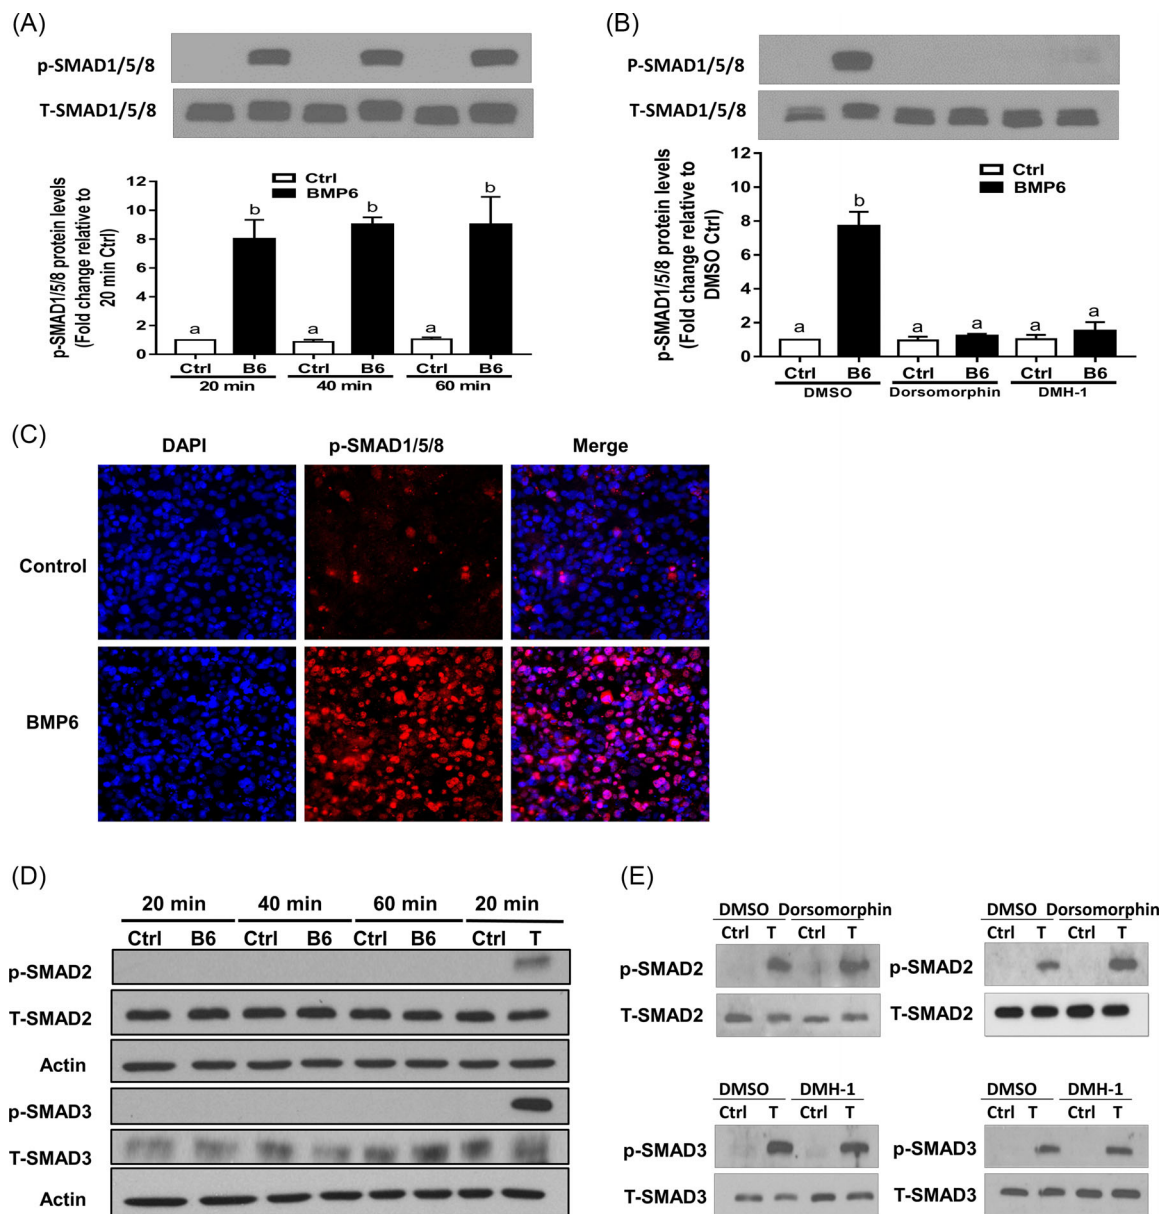 (A)
p-SMAD1/5/8
T-SMAD1/5/8
p-SMAD1/5/8 protein levels
(Fold change relative to
20 min Ctrl)
12
10
8
6
4
2
0
Ctrl
BMP6
a
b
a
b
a
b
Ctrl B6 Ctrl B6 Ctrl B6
20 min 40 min 60 min
(B)
P-SMAD1/5/8
T-SMAD1/5/8
p-SMAD1/5/8 protein levels
(Fold change relative to
DMSO Ctrl)
12
10
8
6
4
2
0
Ctrl
BMP6
a
b
a
a
a
a
Ctrl B6 Ctrl B6 Ctrl B6
DMSO Dorsomorphin DMH-1
(C)
DAPI p-SMAD1/5/8 Merge
Control
BMP6
(D)
20 min 40 min 60 min 20 min
Ctrl B6 Ctrl B6 Ctrl B6 Ctrl T
p-SMAD2
T-SMAD2
Actin
p-SMAD3
T-SMAD3
Actin
(E)
DMSO Dorsomorphin
Ctrl T Ctrl T
p-SMAD2
T-SMAD2
DMSO Dorsomorphin
Ctrl T Ctrl T
p-SMAD2
T-SMAD2
DMSO DMH-1
Ctrl T Ctrl T
p-SMAD3
T-SMAD3
DMSO DMH-1
Ctrl T Ctrl T
p-SMAD3
T-SMAD3